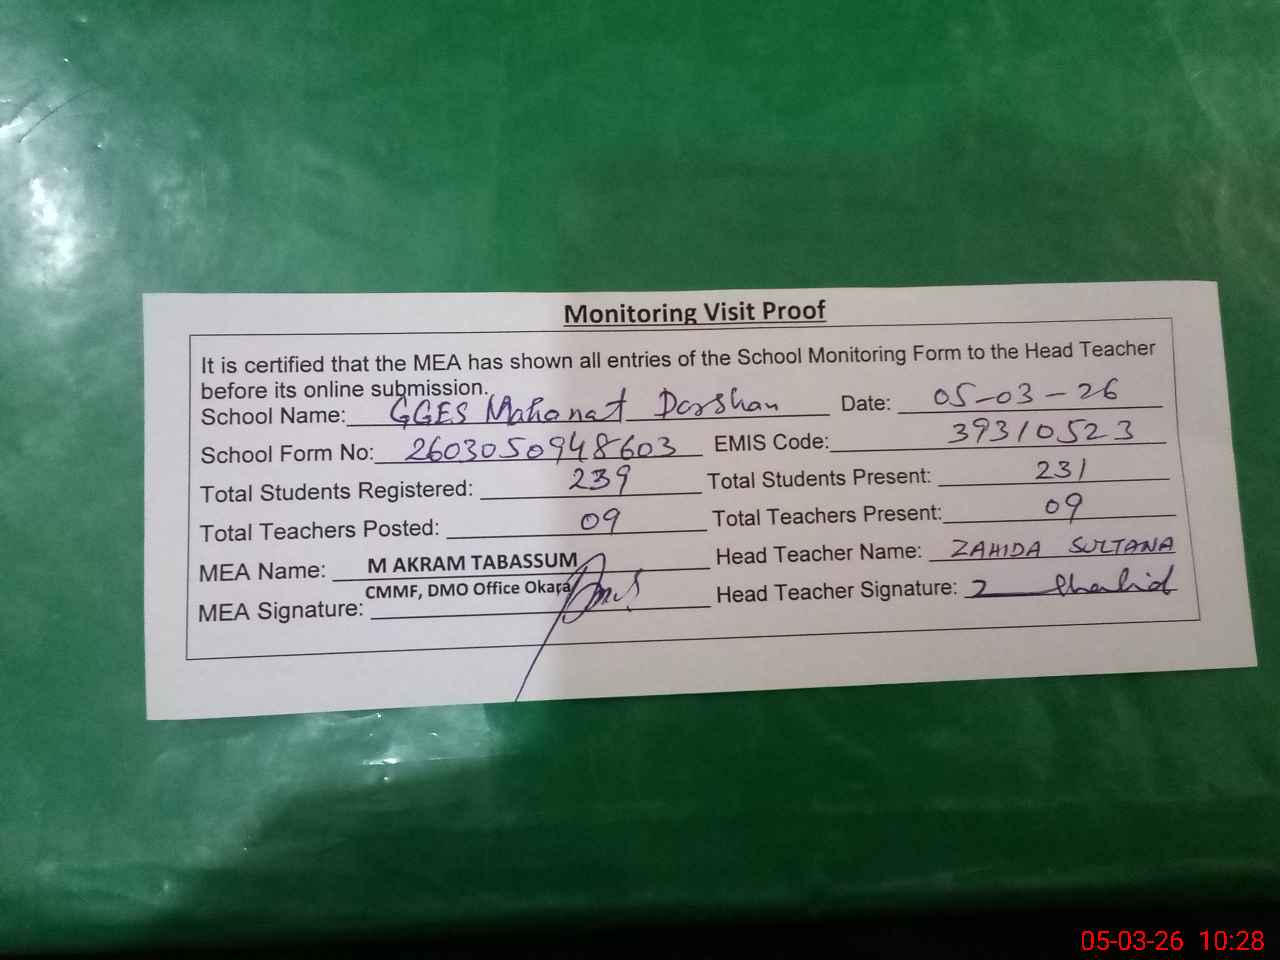 Monitoring Visit Proof
It is certified that the MEA has shown all entries of the School Monitoring Form to the Head Teacher
before its online submission.
School Name: GGES Mahanat Darshan Date: 05-03-26
School Form No: 2603050948603 EMIS Code: 39310523
Total Students Registered: 239 Total Students Present: 231
Total Teachers Posted: 09 Total Teachers Present: 09
MEA Name: M AKRAM TABASSUM Head Teacher Name: ZAHIDA SULTANA
CMMF, DMO Office Okara
MEA Signature: Head Teacher Signature:
05-03-26 10:28